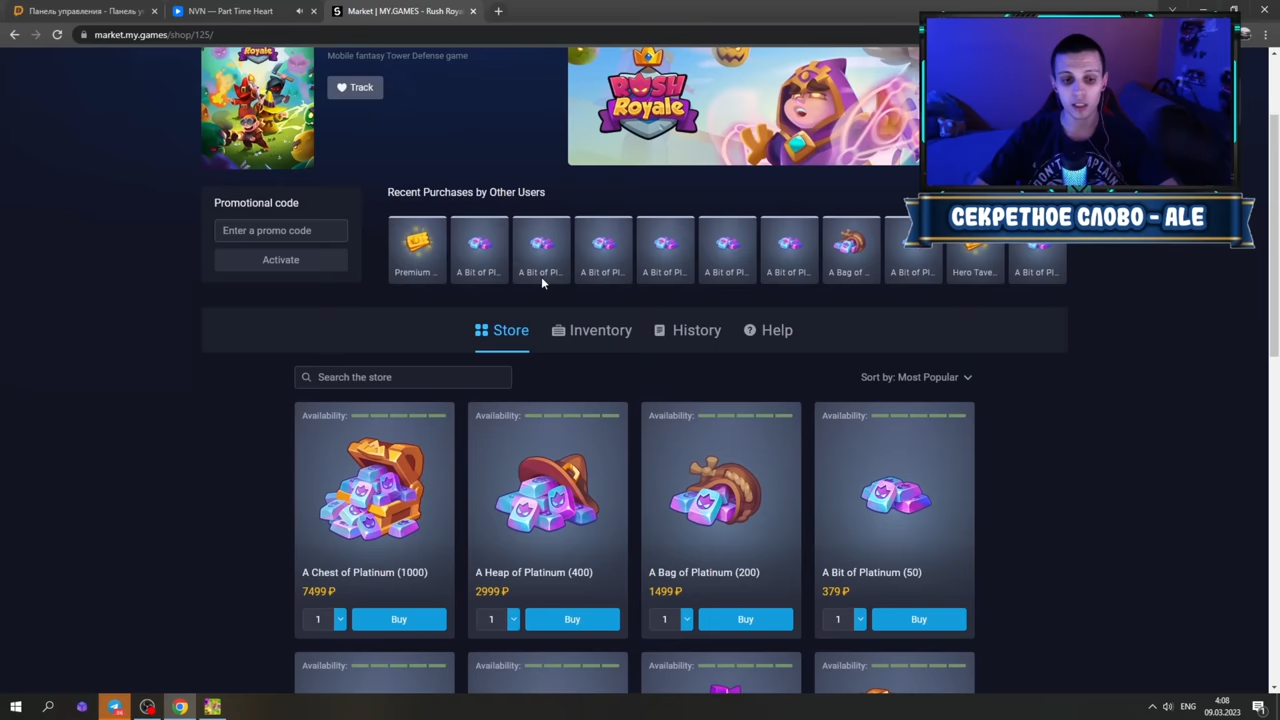 Панель управления - DonationA
NVN — Part Time Heart
Market | MY.GAMES - Rush Roya
market.my.games/shop/125/
Mobile fantasy Tower Defense game
Track
RUSH
Royale
Promotional code
Enter a promo code
Activate
Recent Purchases by Other Users
Premium ...
A Bit of Pl...
A Bit of Pl...
A Bit of Pl...
A Bit of Pl...
A Bit of Pl...
A Bit of Pl...
A Bag of ...
A Bit of Pl...
Hero Tave...
A Bit of Pl...
DON'T COMPLAIN
СЕКРЕТНОЕ СЛОВО - ALE
Store
Inventory
History
Help
Search the store
Sort by: Most Popular
Availability:
Availability:
Availability:
Availability:
A Chest of Platinum (1000)
A Heap of Platinum (400)
A Bag of Platinum (200)
A Bit of Platinum (50)
7499 ₽
2999 ₽
1499 ₽
379 ₽
1
Buy
1
Buy
1
Buy
1
Buy
Availability:
Availability:
Availability:
Availability:
ENG
4:08
09.03.2023